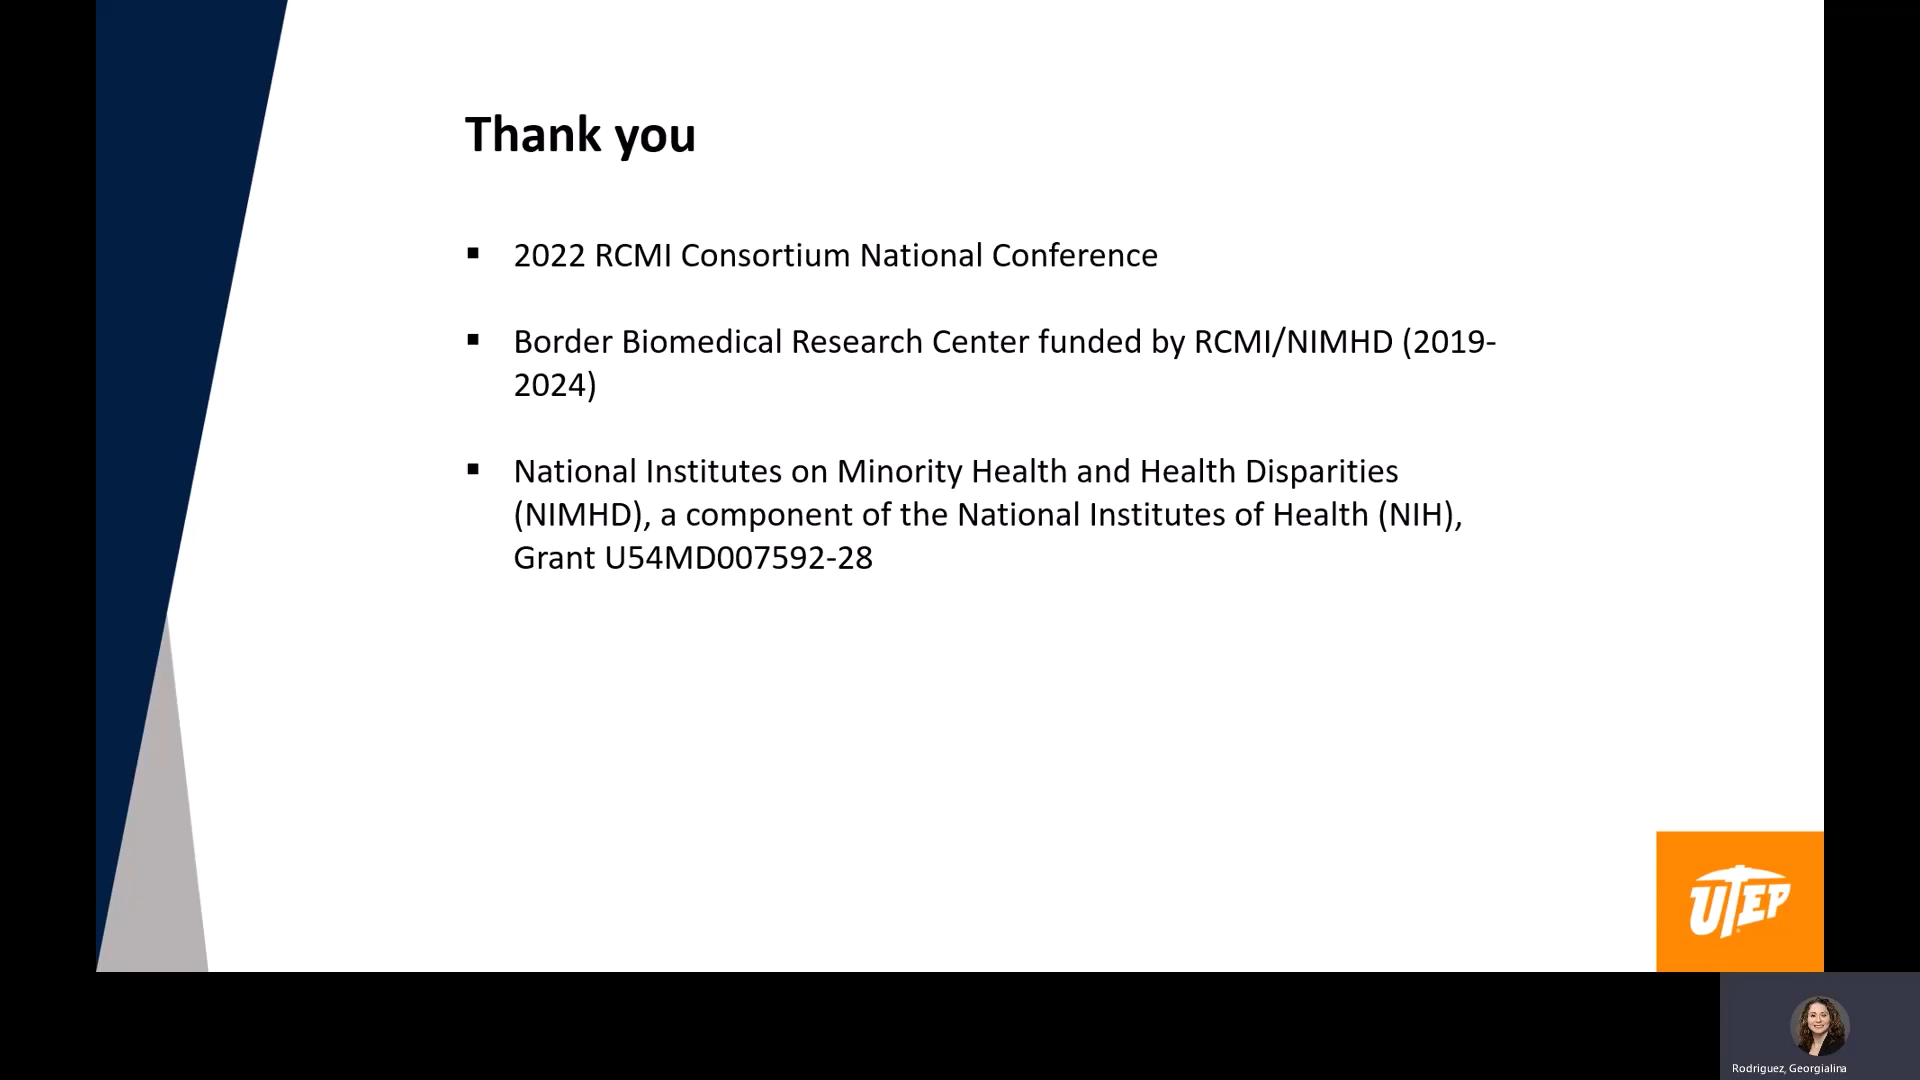 Thank you
▪ 2022 RCMI Consortium National Conference
▪ Border Biomedical Research Center funded by RCMI/NIMHD (2019-
2024)
▪ National Institutes on Minority Health and Health Disparities
(NIMHD), a component of the National Institutes of Health (NIH),
Grant U54MD007592-28
UTEP
Rodriguez, Georgialina